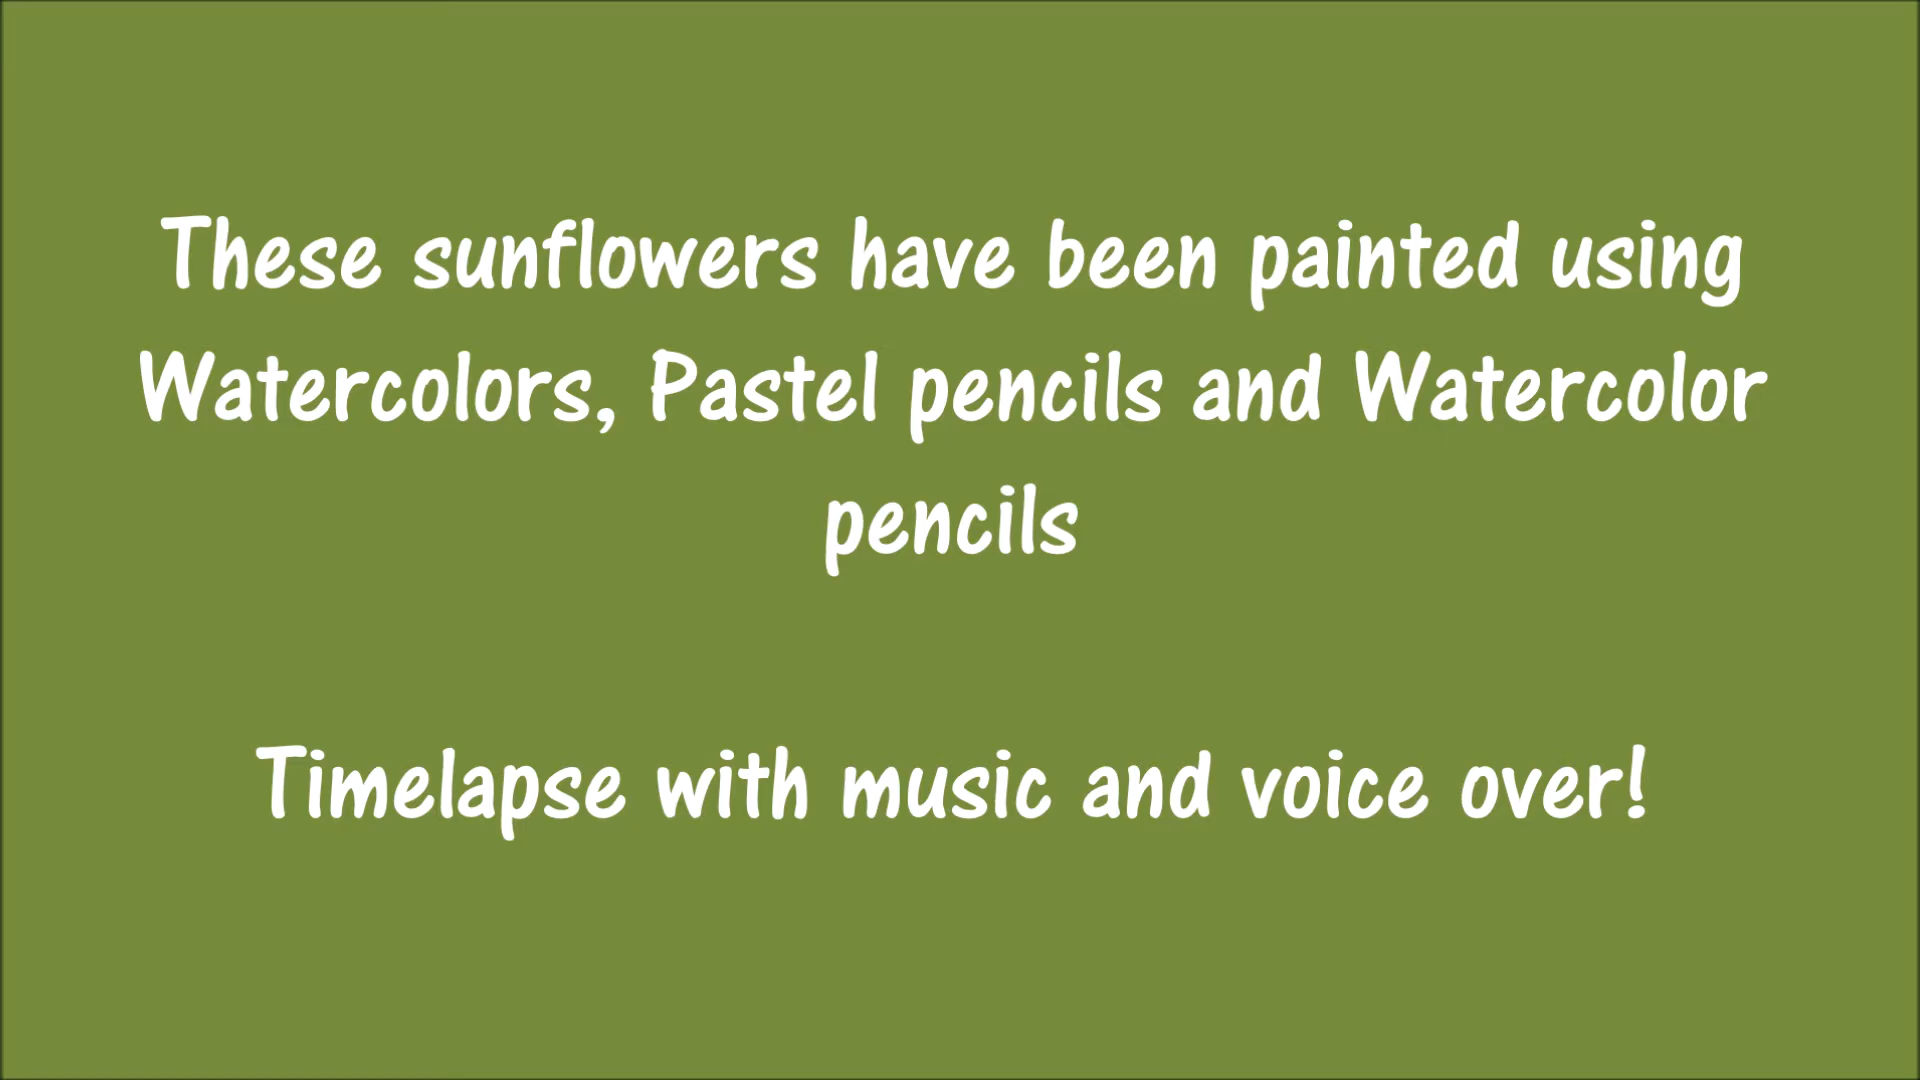 These sunflowers have been painted using
Watercolors, Pastel pencils and Watercolor
pencils
Timelapse with music and voice over!